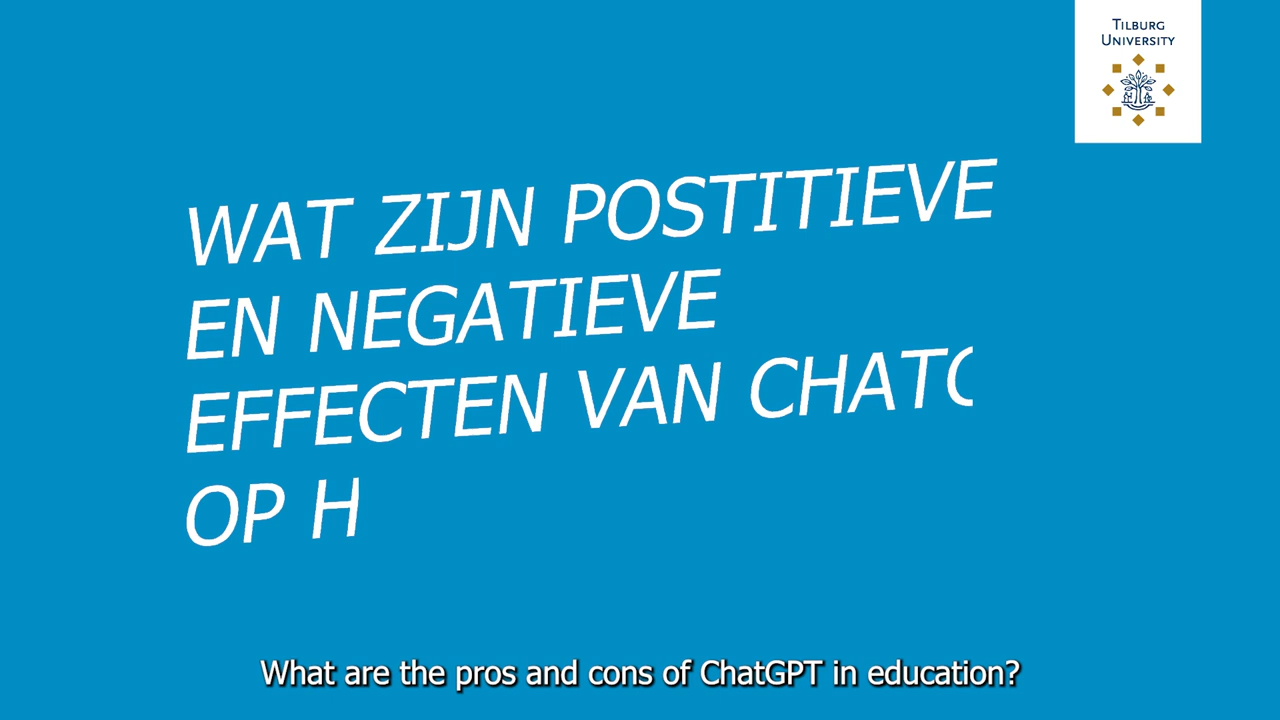 TILBURG
UNIVERSITY
WAT ZIJN POSTITIEVE
EN NEGATIEVE
EFFECTEN VAN
OP
What are the pros and cons of ChatGPT in education?